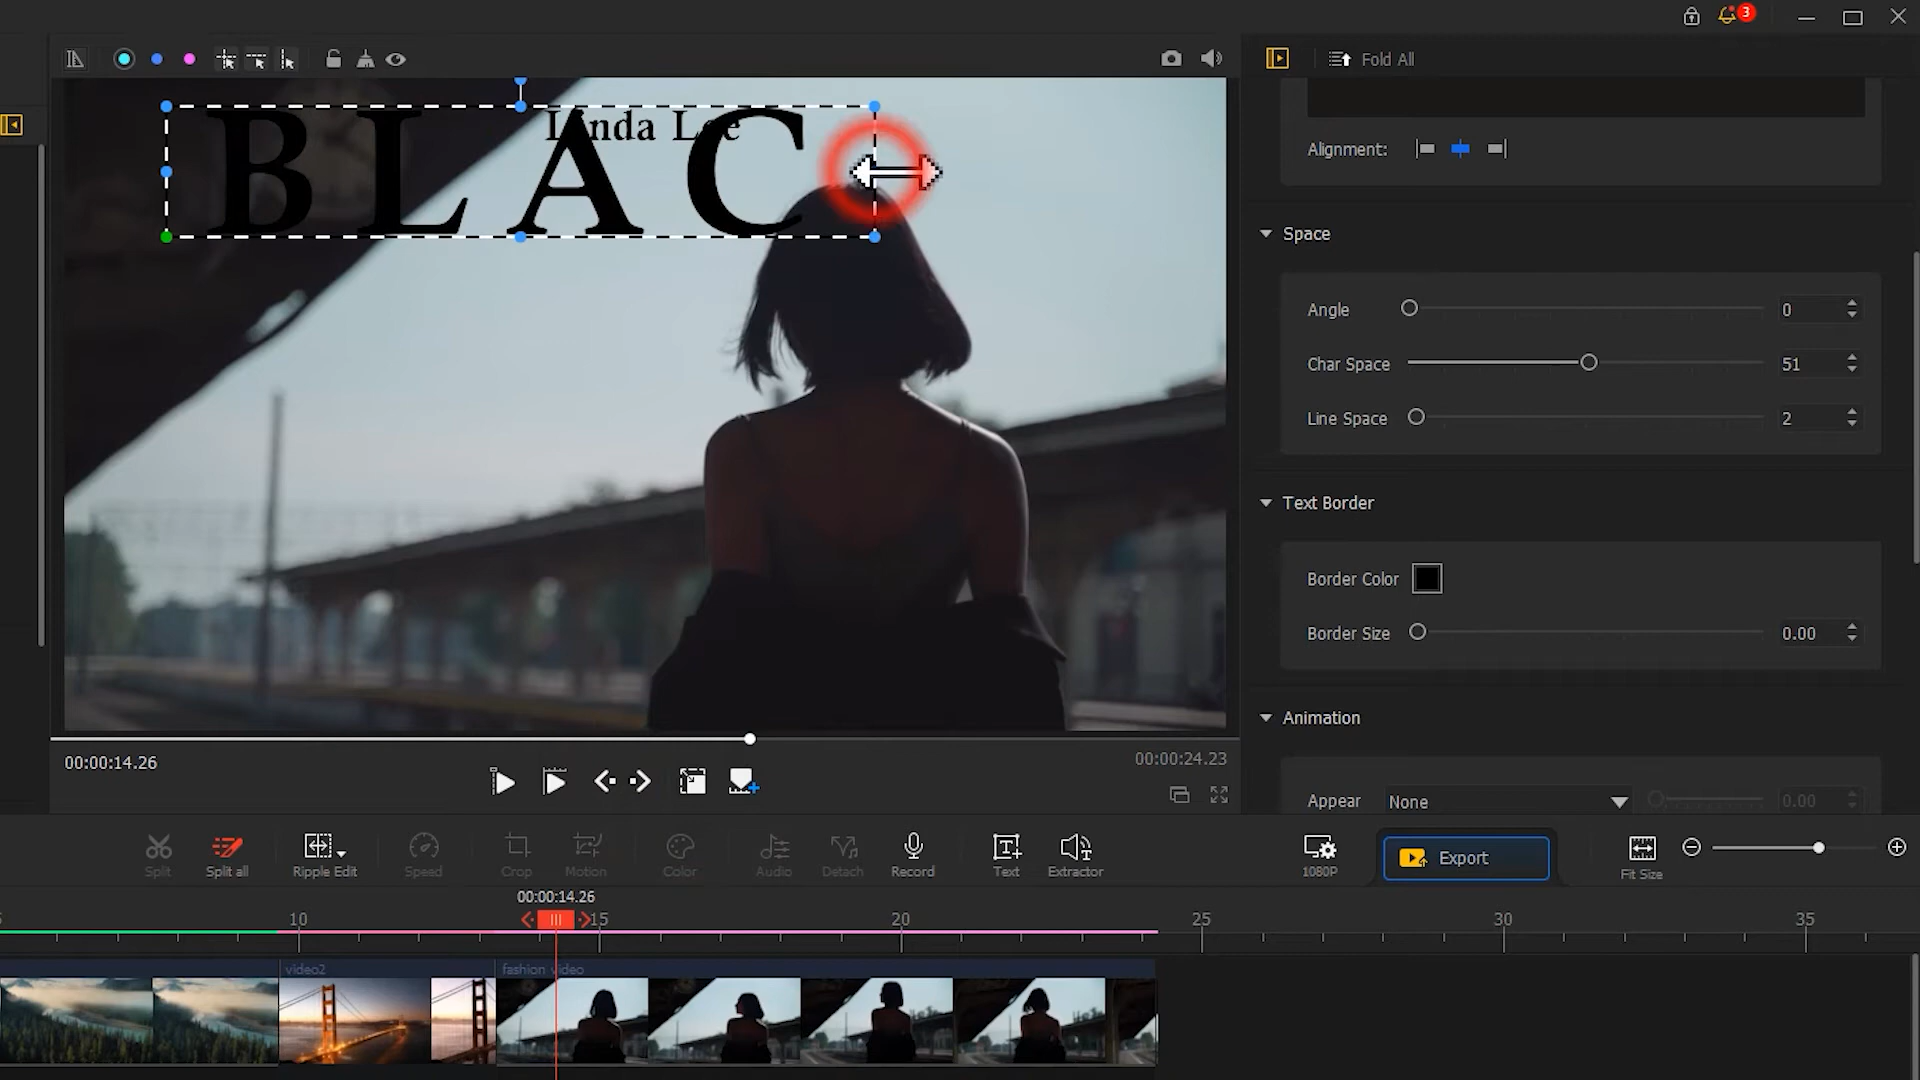 3
Fold All
Linda Lee
BLAC
Alignment:
Space
Angle 0
Char Space 51
Line Space 2
Text Border
Border Color
Border Size 0.00
Animation
Appear None 0.00
00:00:14.26
00:00:24.23
Split
Split all
Ripple Edit
Speed
Crop
Motion
Color
Audio
Detach
Record
Text
Extractor
1080P
Export
Fit Size
00:00:14.26
5 10 15 20 25 30 35
video2
fashion video